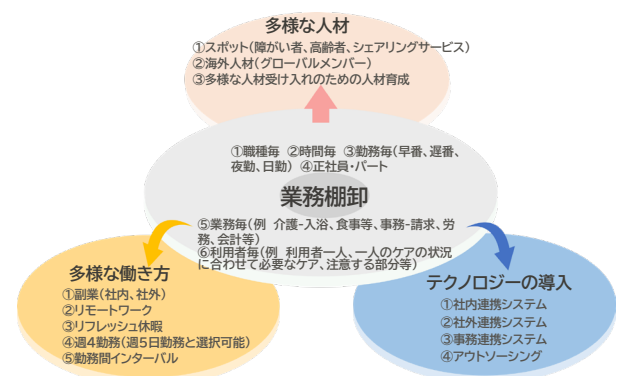 多様な人材
①スポット(障がい者、高齢者、シェアリングサービス)
②海外人材(グローバルメンバー)
③多様な人材受け入れのための人材育成
①職種毎 ②時間毎 ③勤務毎(早番、遅番、
夜勤、日勤) ④正社員・パート
業務棚卸
⑤業務毎(例 介護-入浴、食事等、事務-請求、労
務、会計等)
⑥利用者毎(例 利用者一人、一人のケアの状況
に合わせて必要なケア、注意する部分等)
多様な働き方
①副業(社内、社外)
②リモートワーク
③リフレッシュ休暇
④週4勤務(週5日勤務と選択可能)
⑤勤務間インターバル
テクノロジーの導入
①社内連携システム
②社外連携システム
③事務連携システム
④アウトソーシング